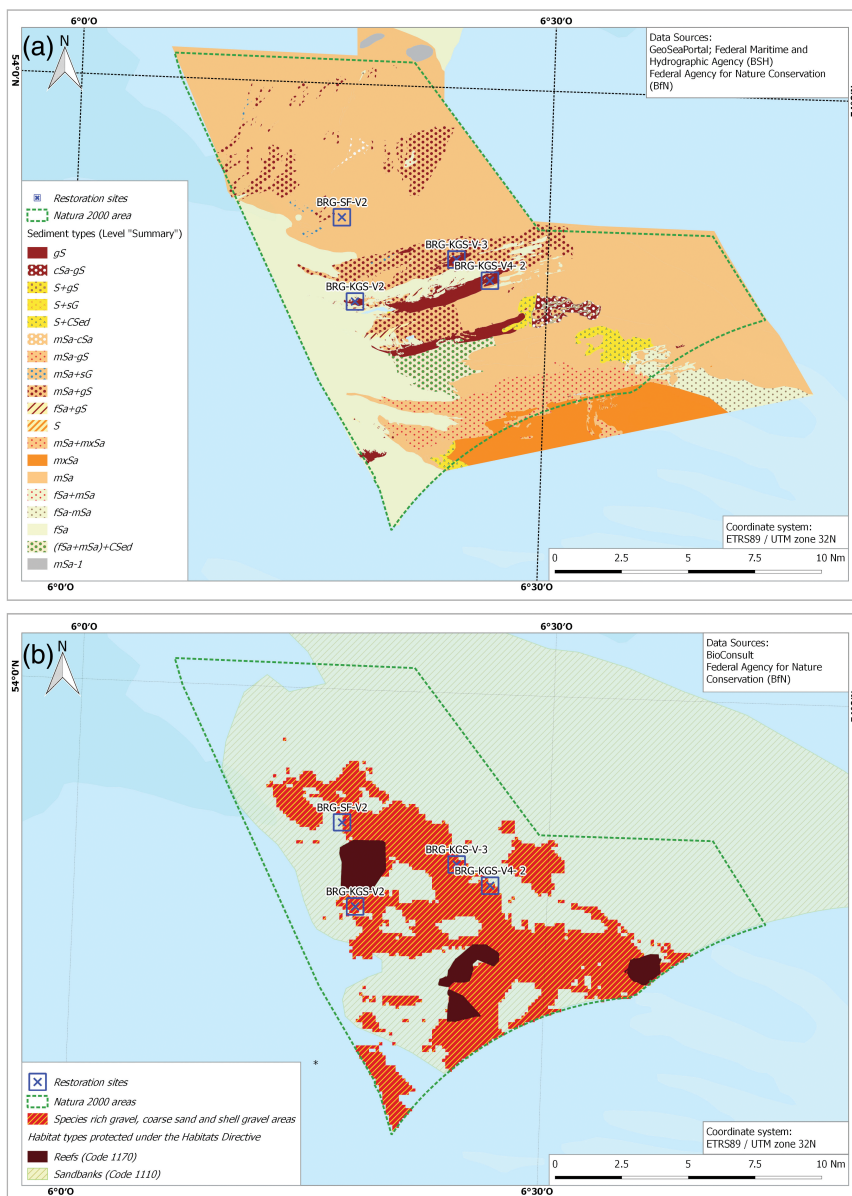 6°0′O
6°30′O
(a)
N
54°0′N
Data Sources:
GeoSeaPortal; Federal Maritime and
Hydrographic Agency (BSH)
Federal Agency for Nature Conservation
(BfN)
BRG-SF-V2
BRG-KGS-V-3
BRG-KGS-V4- 2
BRG-KGS-V2
Restoration sites
Natura 2000 area
Sediment types (Level "Summary")
gS
cSa-gS
S+gS
S+sG
S+CSed
mSa-cSa
mSa-gS
mSa+sG
mSa+gS
fSa+gS
S
mSa+mxSa
mxSa
mSa
fSa+mSa
fSa-mSa
fSa
(fSa+mSa)+CSed
mSa-1
Coordinate system:
ETRS89 / UTM zone 32N
0 2.5 5 7.5 10 Nm
6°0′O
6°30′O
6°0′O
6°30′O
(b)
N
54°0′N
Data Sources:
BioConsult
Federal Agency for Nature
Conservation (BfN)
BRG-SF-V2
BRG-KGS-V-3
BRG-KGS-V4- 2
BRG-KGS-V2
*
Restoration sites
Natura 2000 areas
Species rich gravel, coarse sand and shell gravel areas
Habitat types protected under the Habitats Directive
Reefs (Code 1170)
Sandbanks (Code 1110)
Coordinate system:
ETRS89 / UTM zone 32N
0 2.5 5 7.5 10 Nm
6°0′O
6°30′O